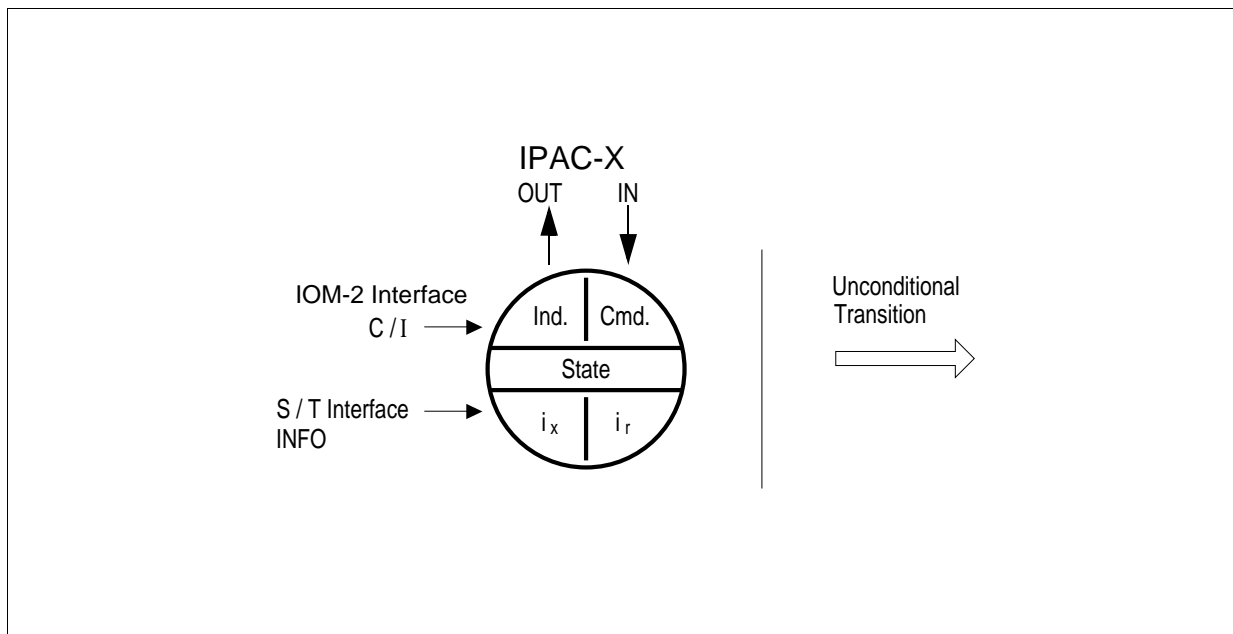 IPAC-X
OUT IN
IOM-2 Interface
C / I
Ind. Cmd.
State
S / T Interface
INFO
i x i r
Unconditional
Transition